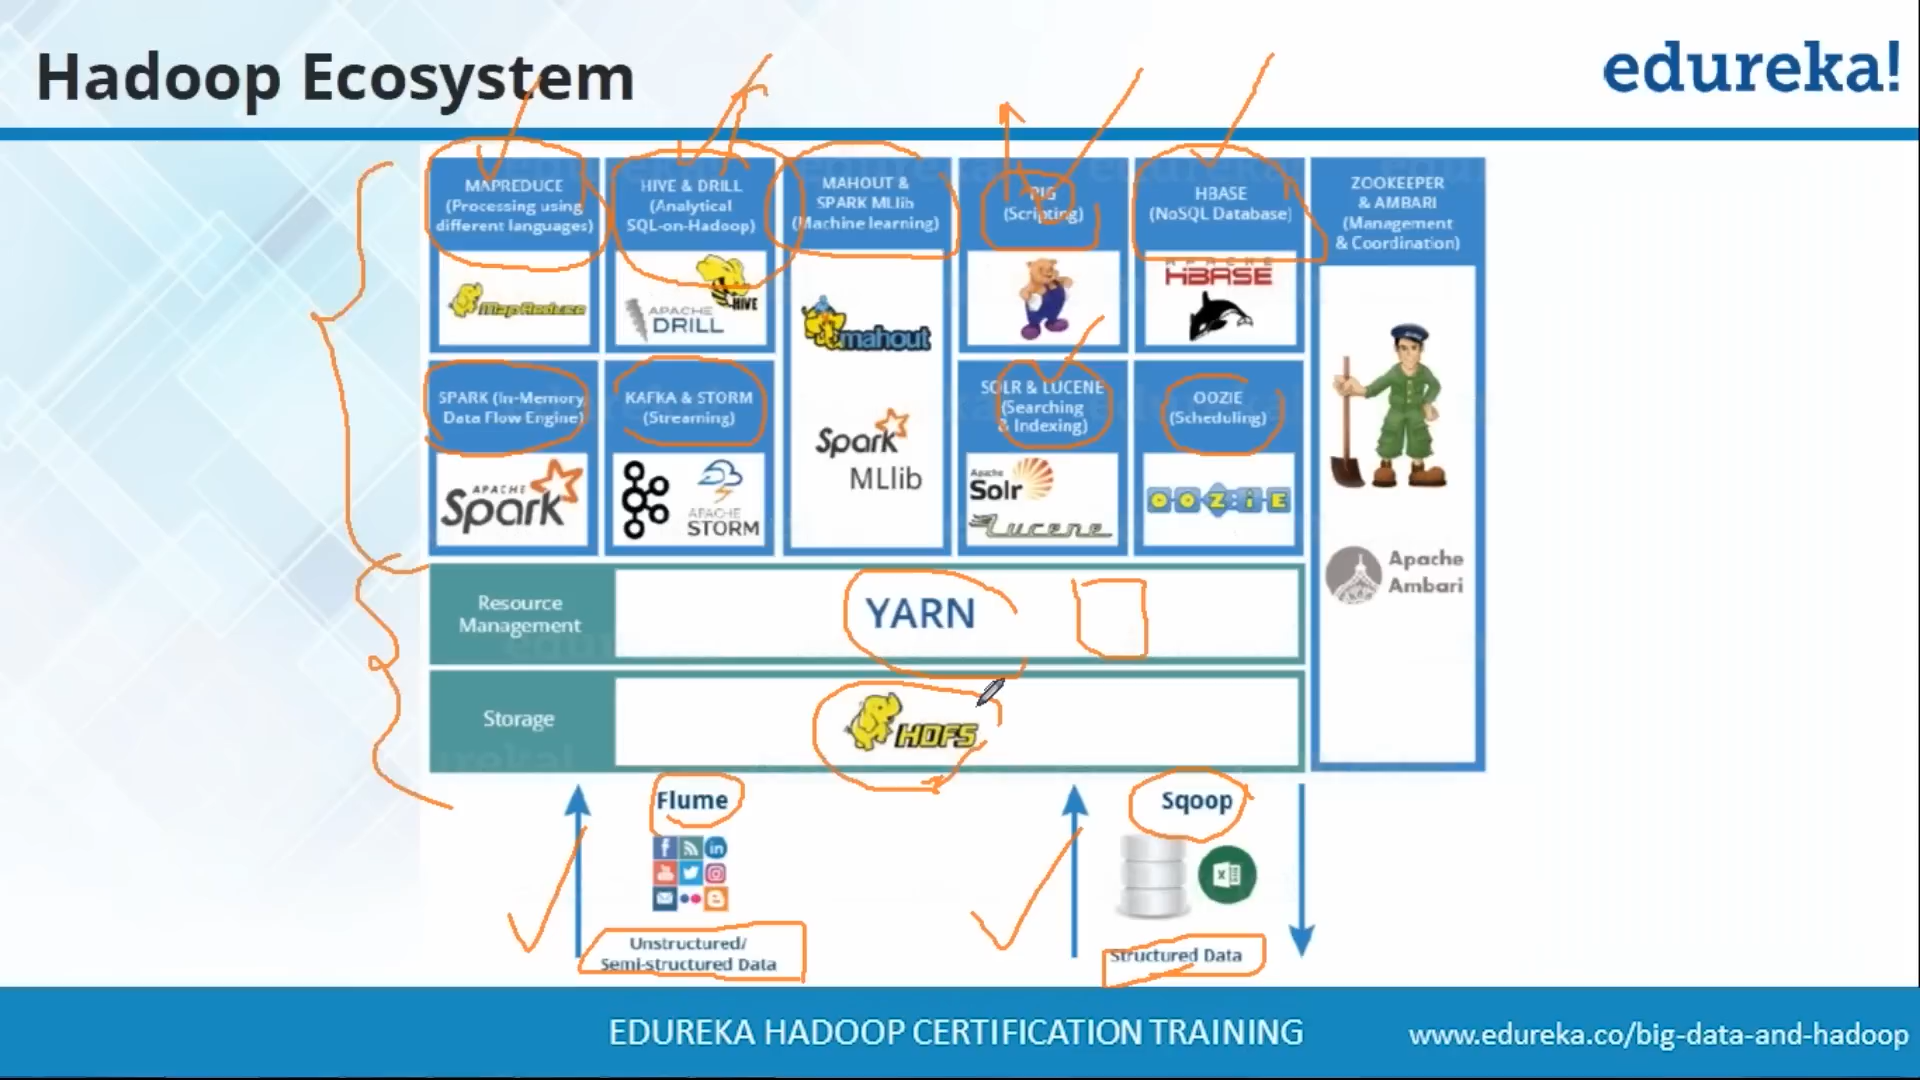 Hadoop Ecosystem
edureka!
MAPREDUCE
(Processing using
different languages)
HIVE & DRILL
(Analytical
SQL-on-Hadoop)
MAHOUT &
SPARK MLlib
(Machine learning)
PIG
(Scripting)
HBASE
(NoSQL Database)
ZOOKEEPER
& AMBARI
(Management
& Coordination)
Map Reduce
APACHE
DRILL
HIVE
mahout
APACHE
HBASE
SPARK (In-Memory
Data Flow Engine)
KAFKA & STORM
(Streaming)
SOLR & LUCENE
(Searching
& Indexing)
OOZIE
(Scheduling)
APACHE
Spark
APACHE
STORM
Spark
MLlib
Apache
Solr
Lucene
OOZIE
Apache
Ambari
Resource
Management
YARN
Storage
HDFS
Flume
Sqoop
Unstructured/
Semi-structured Data
Structured Data
EDUREKA HADOOP CERTIFICATION TRAINING
www.edureka.co/big-data-and-hadoop